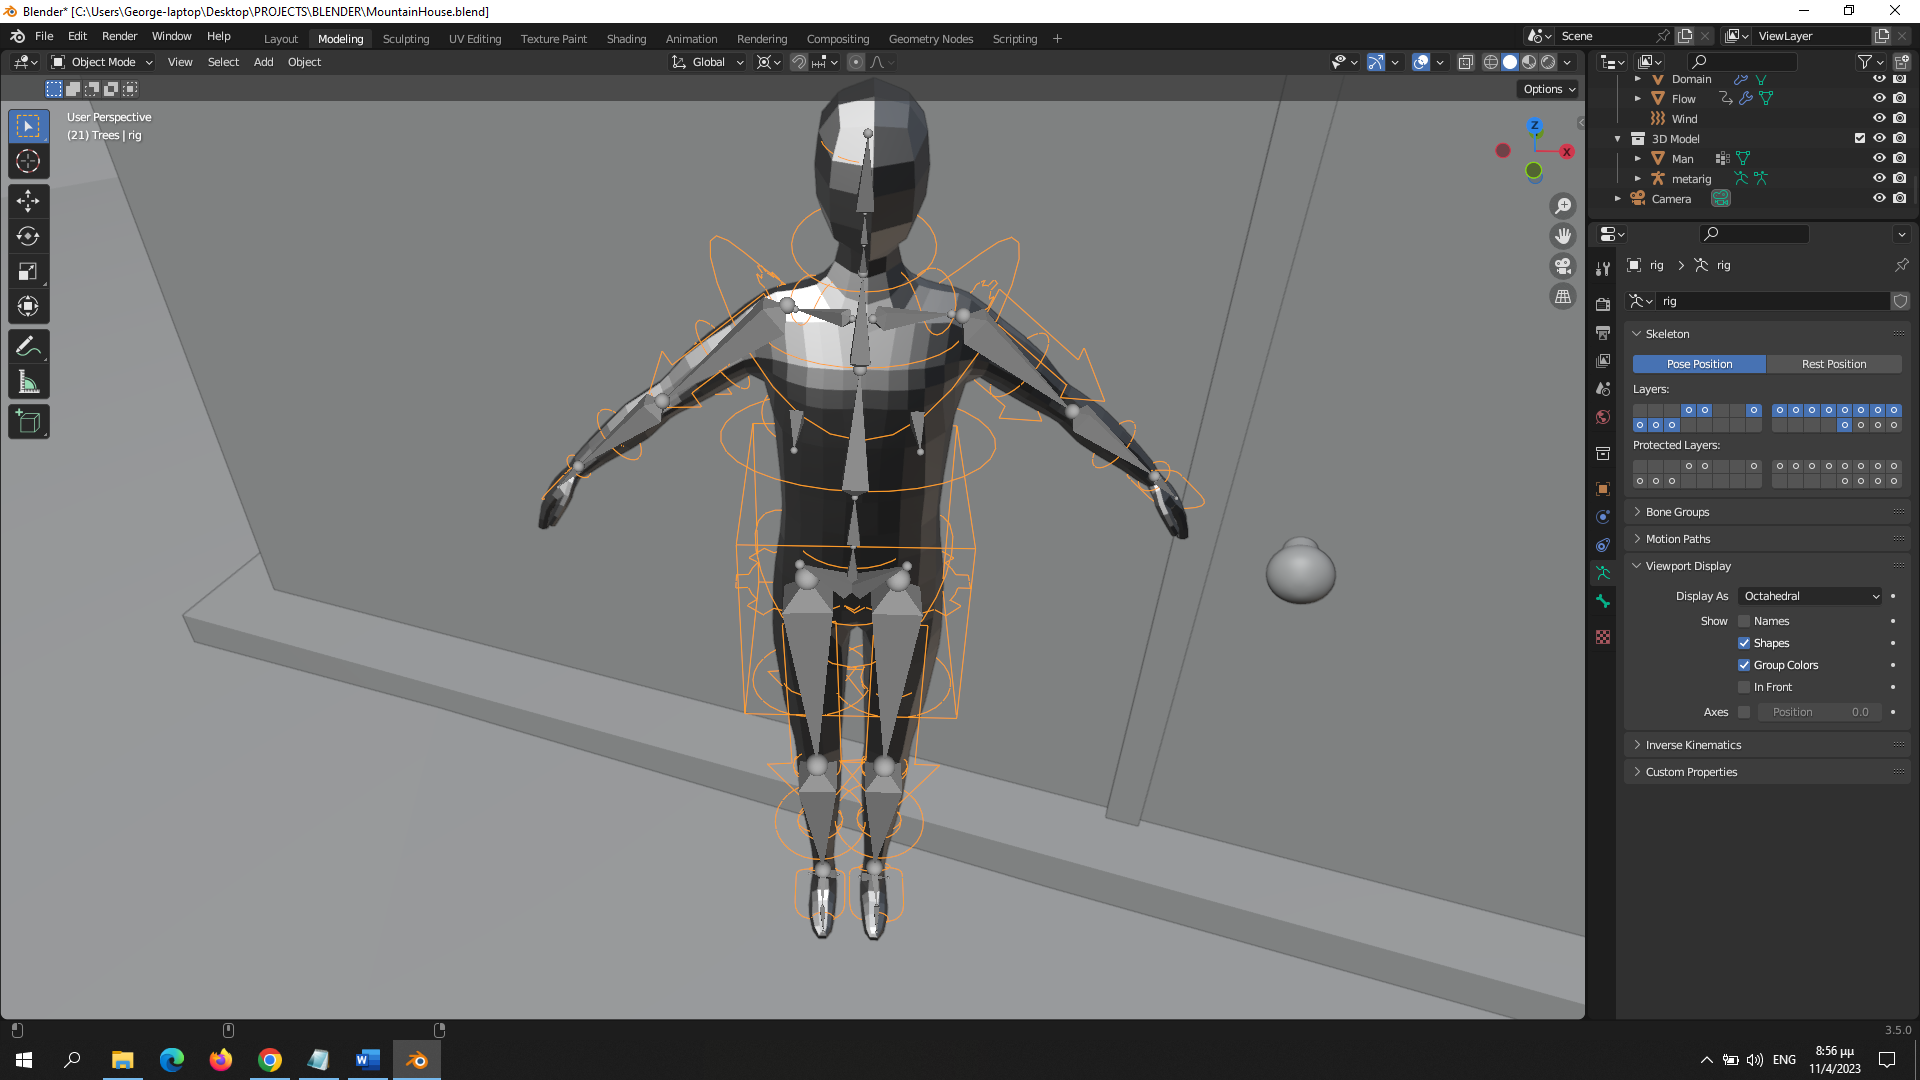 Blender* [C:\Users\George-laptop\Desktop\PROJECTS\BLENDER\MountainHouse.blend]
File Edit Render Window Help Layout Modeling Sculpting UV Editing Texture Paint Shading Animation Rendering Compositing Geometry Nodes Scripting + Scene ViewLayer
Object Mode View Select Add Object Global
Options
User Perspective
(21) Trees | rig
Z
X
Domain
Flow
Wind
3D Model
Man
metarig
Camera
rig > rig
rig
Skeleton
Pose Position Rest Position
Layers:
Protected Layers:
Bone Groups
Motion Paths
Viewport Display
Display As Octahedral
Show Names
Shapes
Group Colors
In Front
Axes Position 0.0
Inverse Kinematics
Custom Properties
3.5.0
ENG
8:56 μμ
11/4/2023